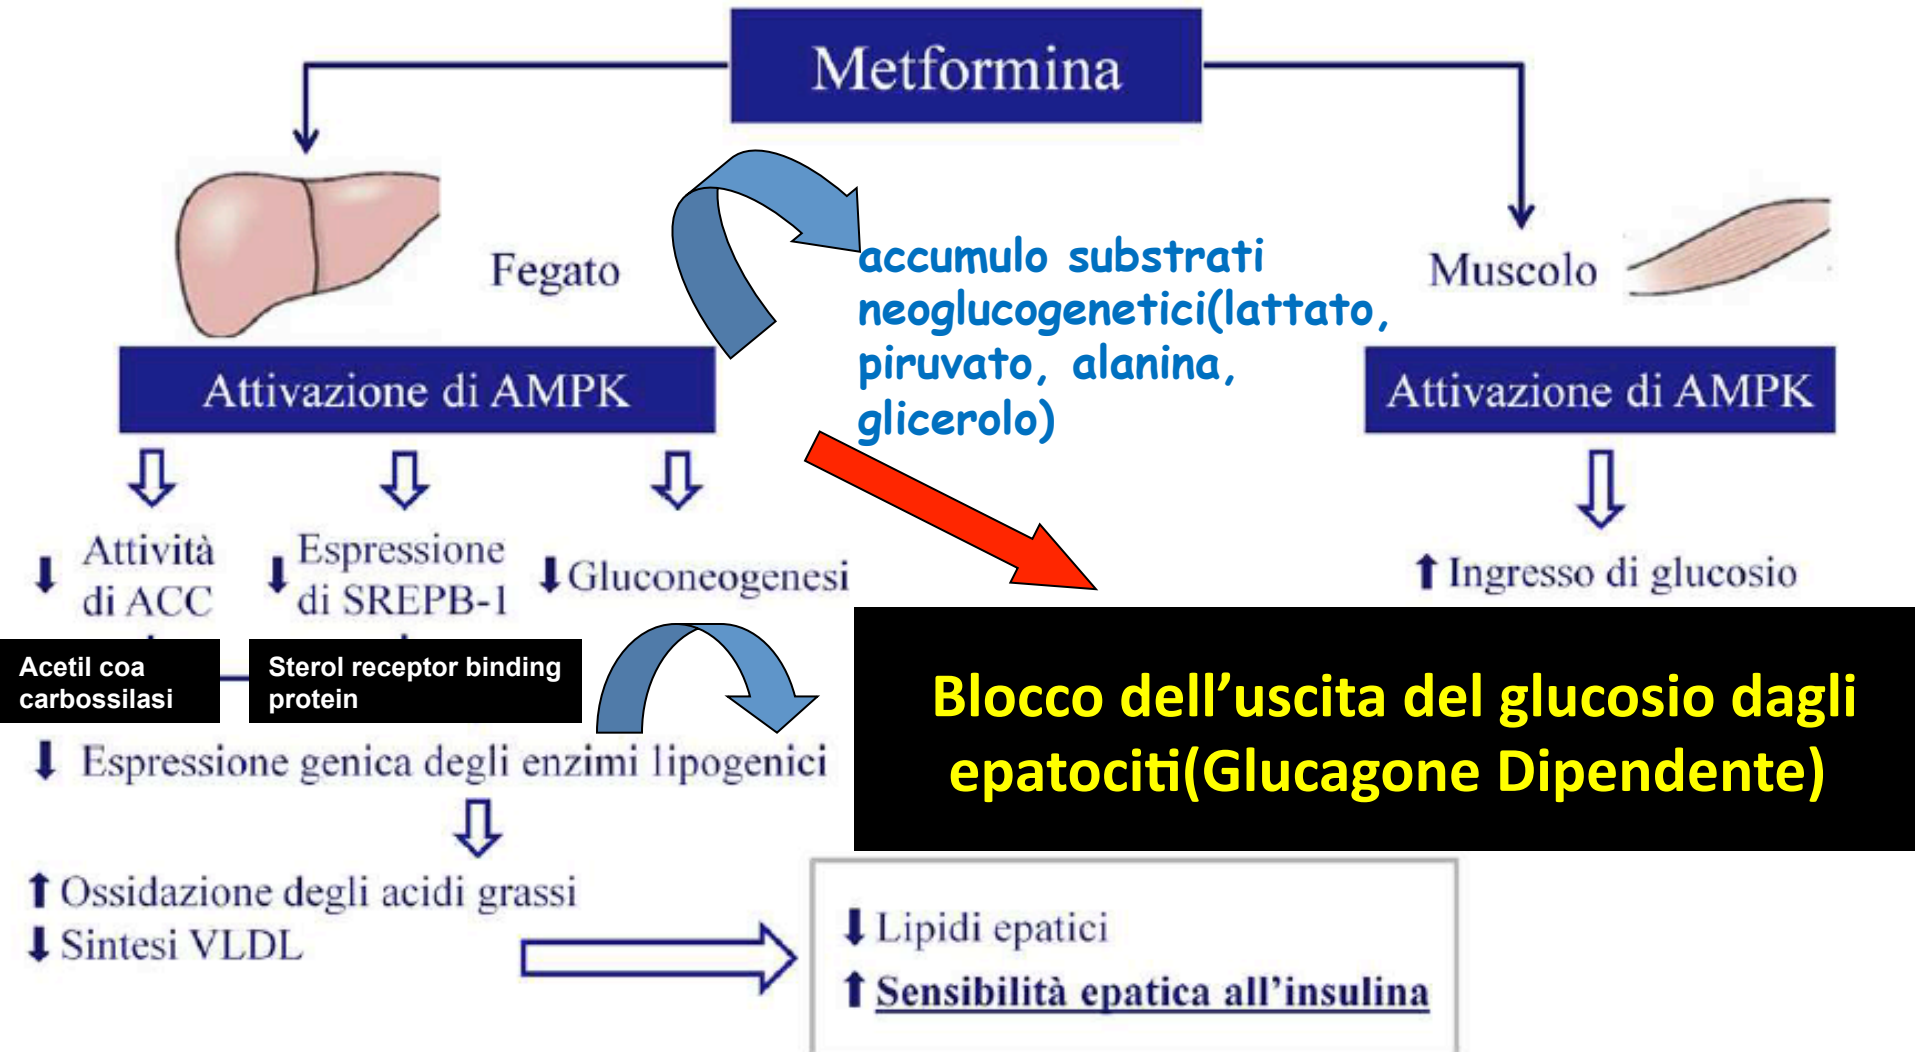 Metformina
Fegato
accumulo substrati
neoglucogenetici(lattato,
piruvato, alanina,
glicerolo)
Muscolo
Attivazione di AMPK
Attivazione di AMPK
Attività
di ACC
Espressione
di SREPB-1
Gluconeogenesi
Ingresso di glucosio
Acetil coa
carbossilasi
Sterol receptor binding
protein
Blocco dell’uscita del glucosio dagli
epatociti(Glucagone Dipendente)
Espressione genica degli enzimi lipogenici
Ossidazione degli acidi grassi
Sintesi VLDL
Lipidi epatici
Sensibilità epatica all’insulina